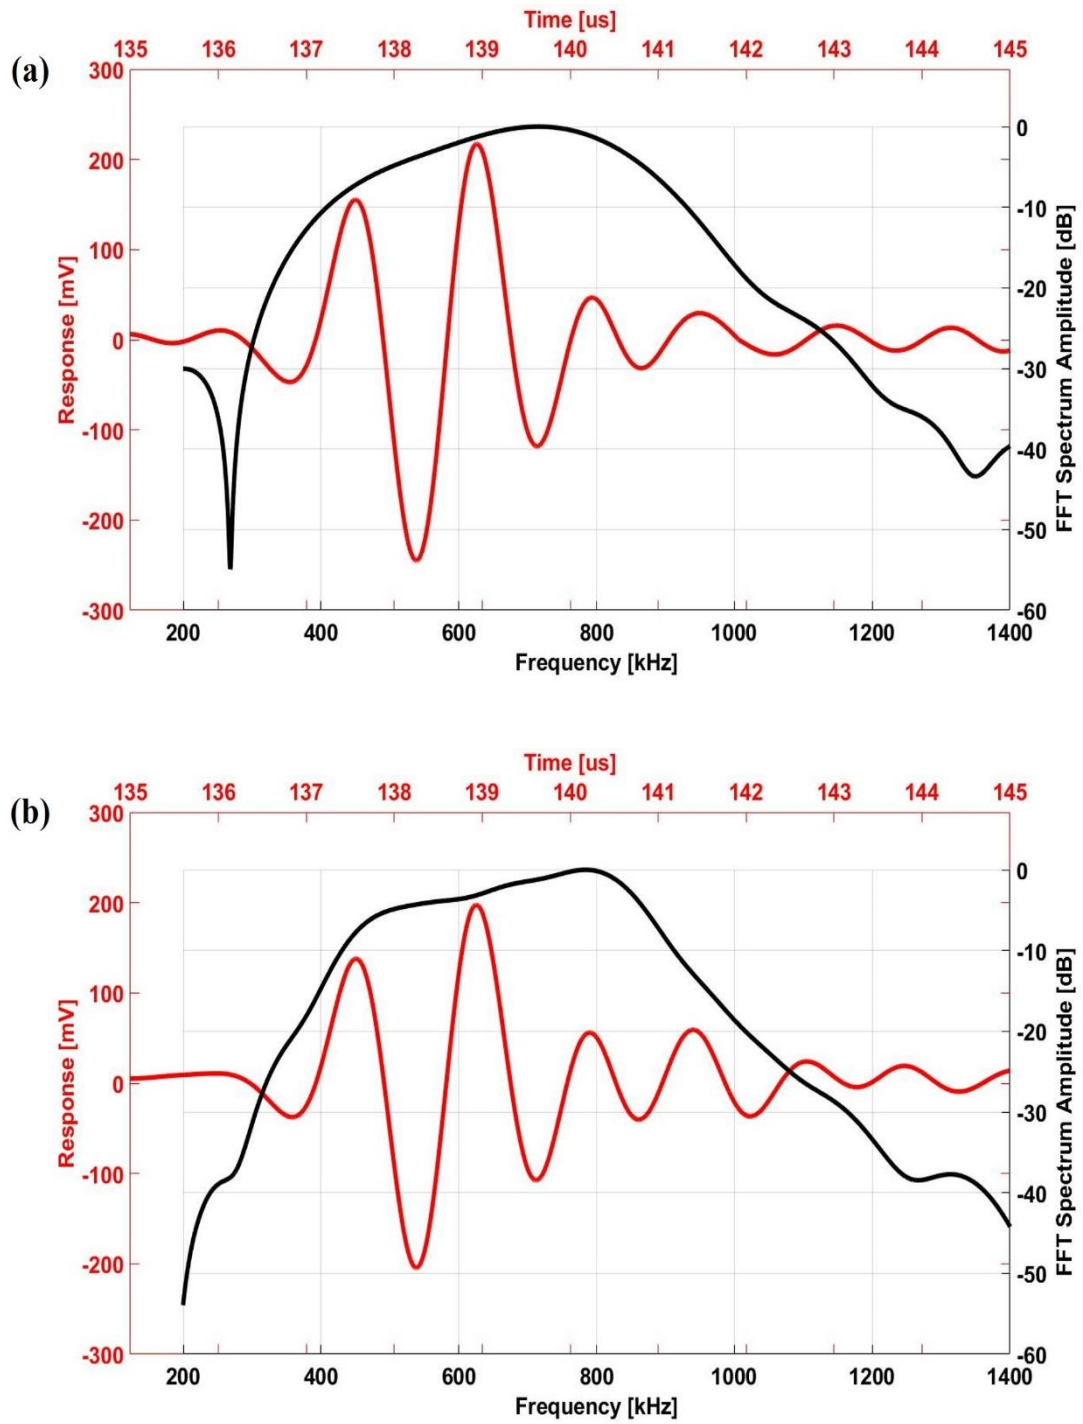 (a)
Time [us]
135 136 137 138 139 140 141 142 143 144 145
Response [mV]
300
200
100
0
-100
-200
-300
0
-10
-20
-30
-40
-50
-60
FFT Spectrum Amplitude [dB]
200 400 600 800 1000 1200 1400
Frequency [kHz]
(b)
Time [us]
135 136 137 138 139 140 141 142 143 144 145
Response [mV]
300
200
100
0
-100
-200
-300
0
-10
-20
-30
-40
-50
-60
FFT Spectrum Amplitude [dB]
200 400 600 800 1000 1200 1400
Frequency [kHz]